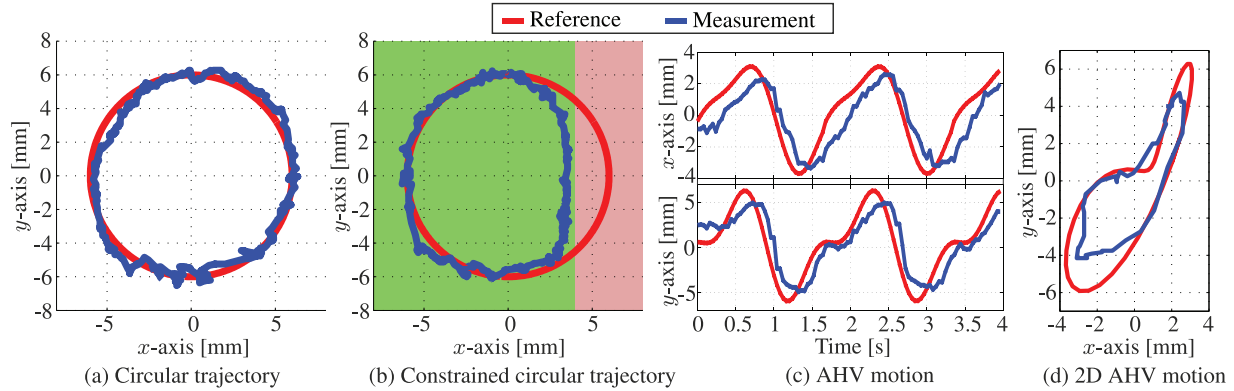 Reference Measurement
8
6
4
2
0
-2
-4
-6
8
y-axis [mm]
-5 0 5
x-axis [mm]
(a) Circular trajectory
8
6
4
2
0
-2
-4
-6
8
y-axis [mm]
-5 0 5
x-axis [mm]
(b) Constrained circular trajectory
4
2
0
-2
-4
x-axis [mm]
5
0
-5
y-axis [mm]
0 0.5 1 1.5 2 2.5 3 3.5 4
Time [s]
(c) AHV motion
6
4
2
0
-2
-4
-6
y-axis [mm]
-4 -2 0 2 4
x-axis [mm]
(d) 2D AHV motion